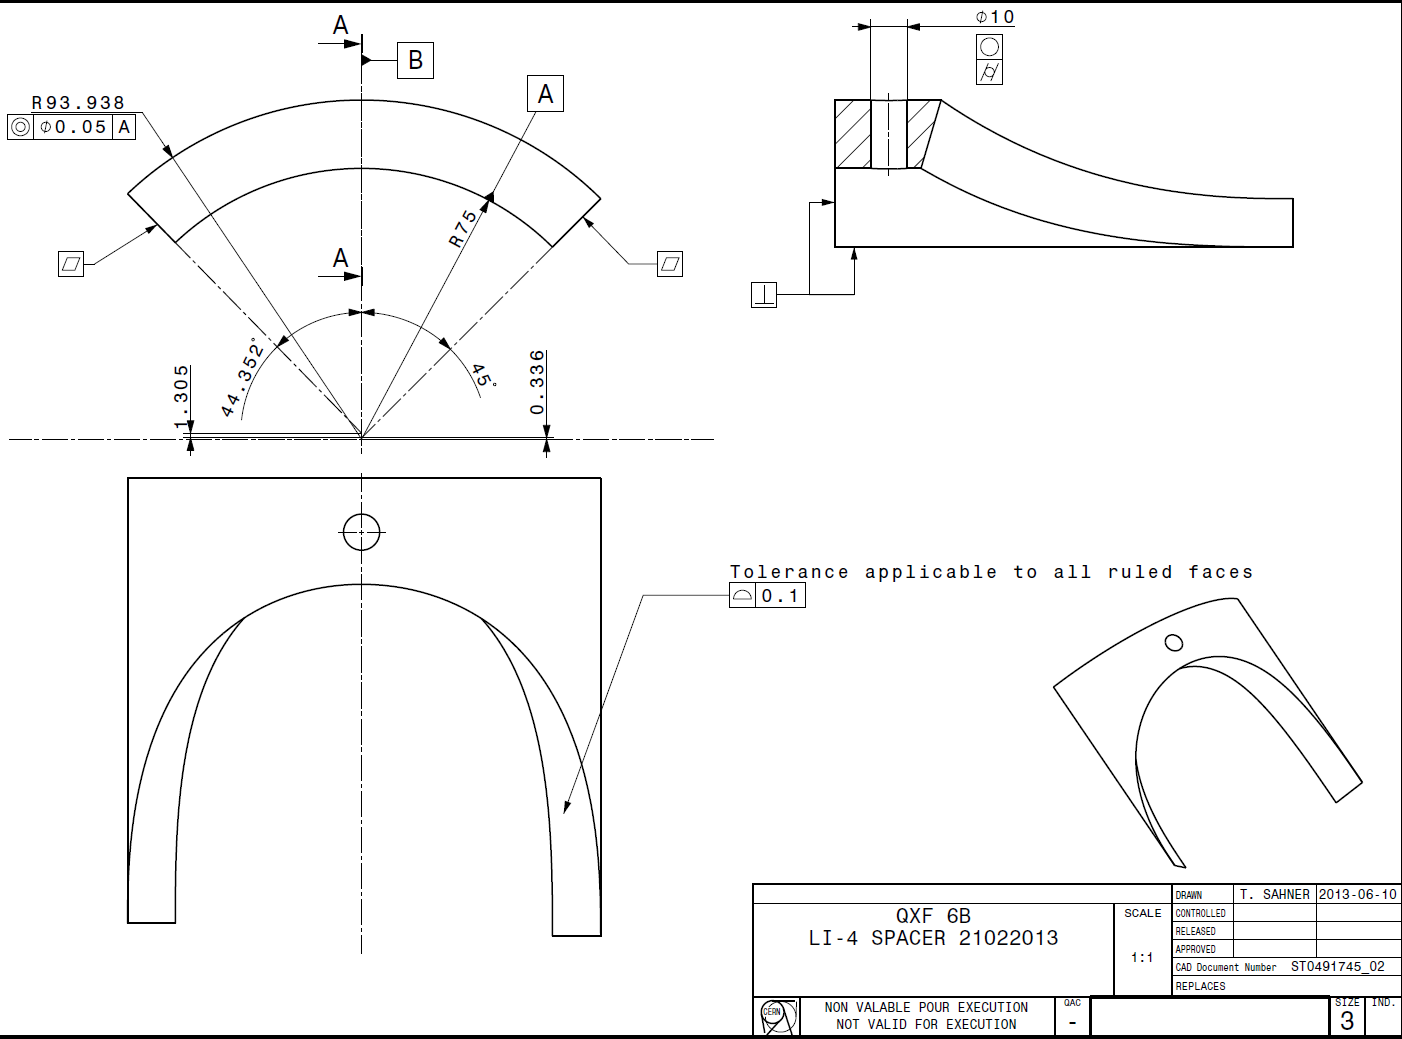 A
B
A
R93.938
⌀0.05 A
⌀10
R75
A
44.352°
45°
1.305
0.336
Tolerance applicable to all ruled faces
0.1
QXF 6B
LI-4 SPACER 21022013
SCALE
1:1
DRAWN T. SAHNER 2013-06-10
CONTROLLED
RELEASED
APPROVED
CAD Document Number ST0491745_02
REPLACES
CERN
NON VALABLE POUR EXECUTION
NOT VALID FOR EXECUTION
QAC
-
SIZE
3
IND.